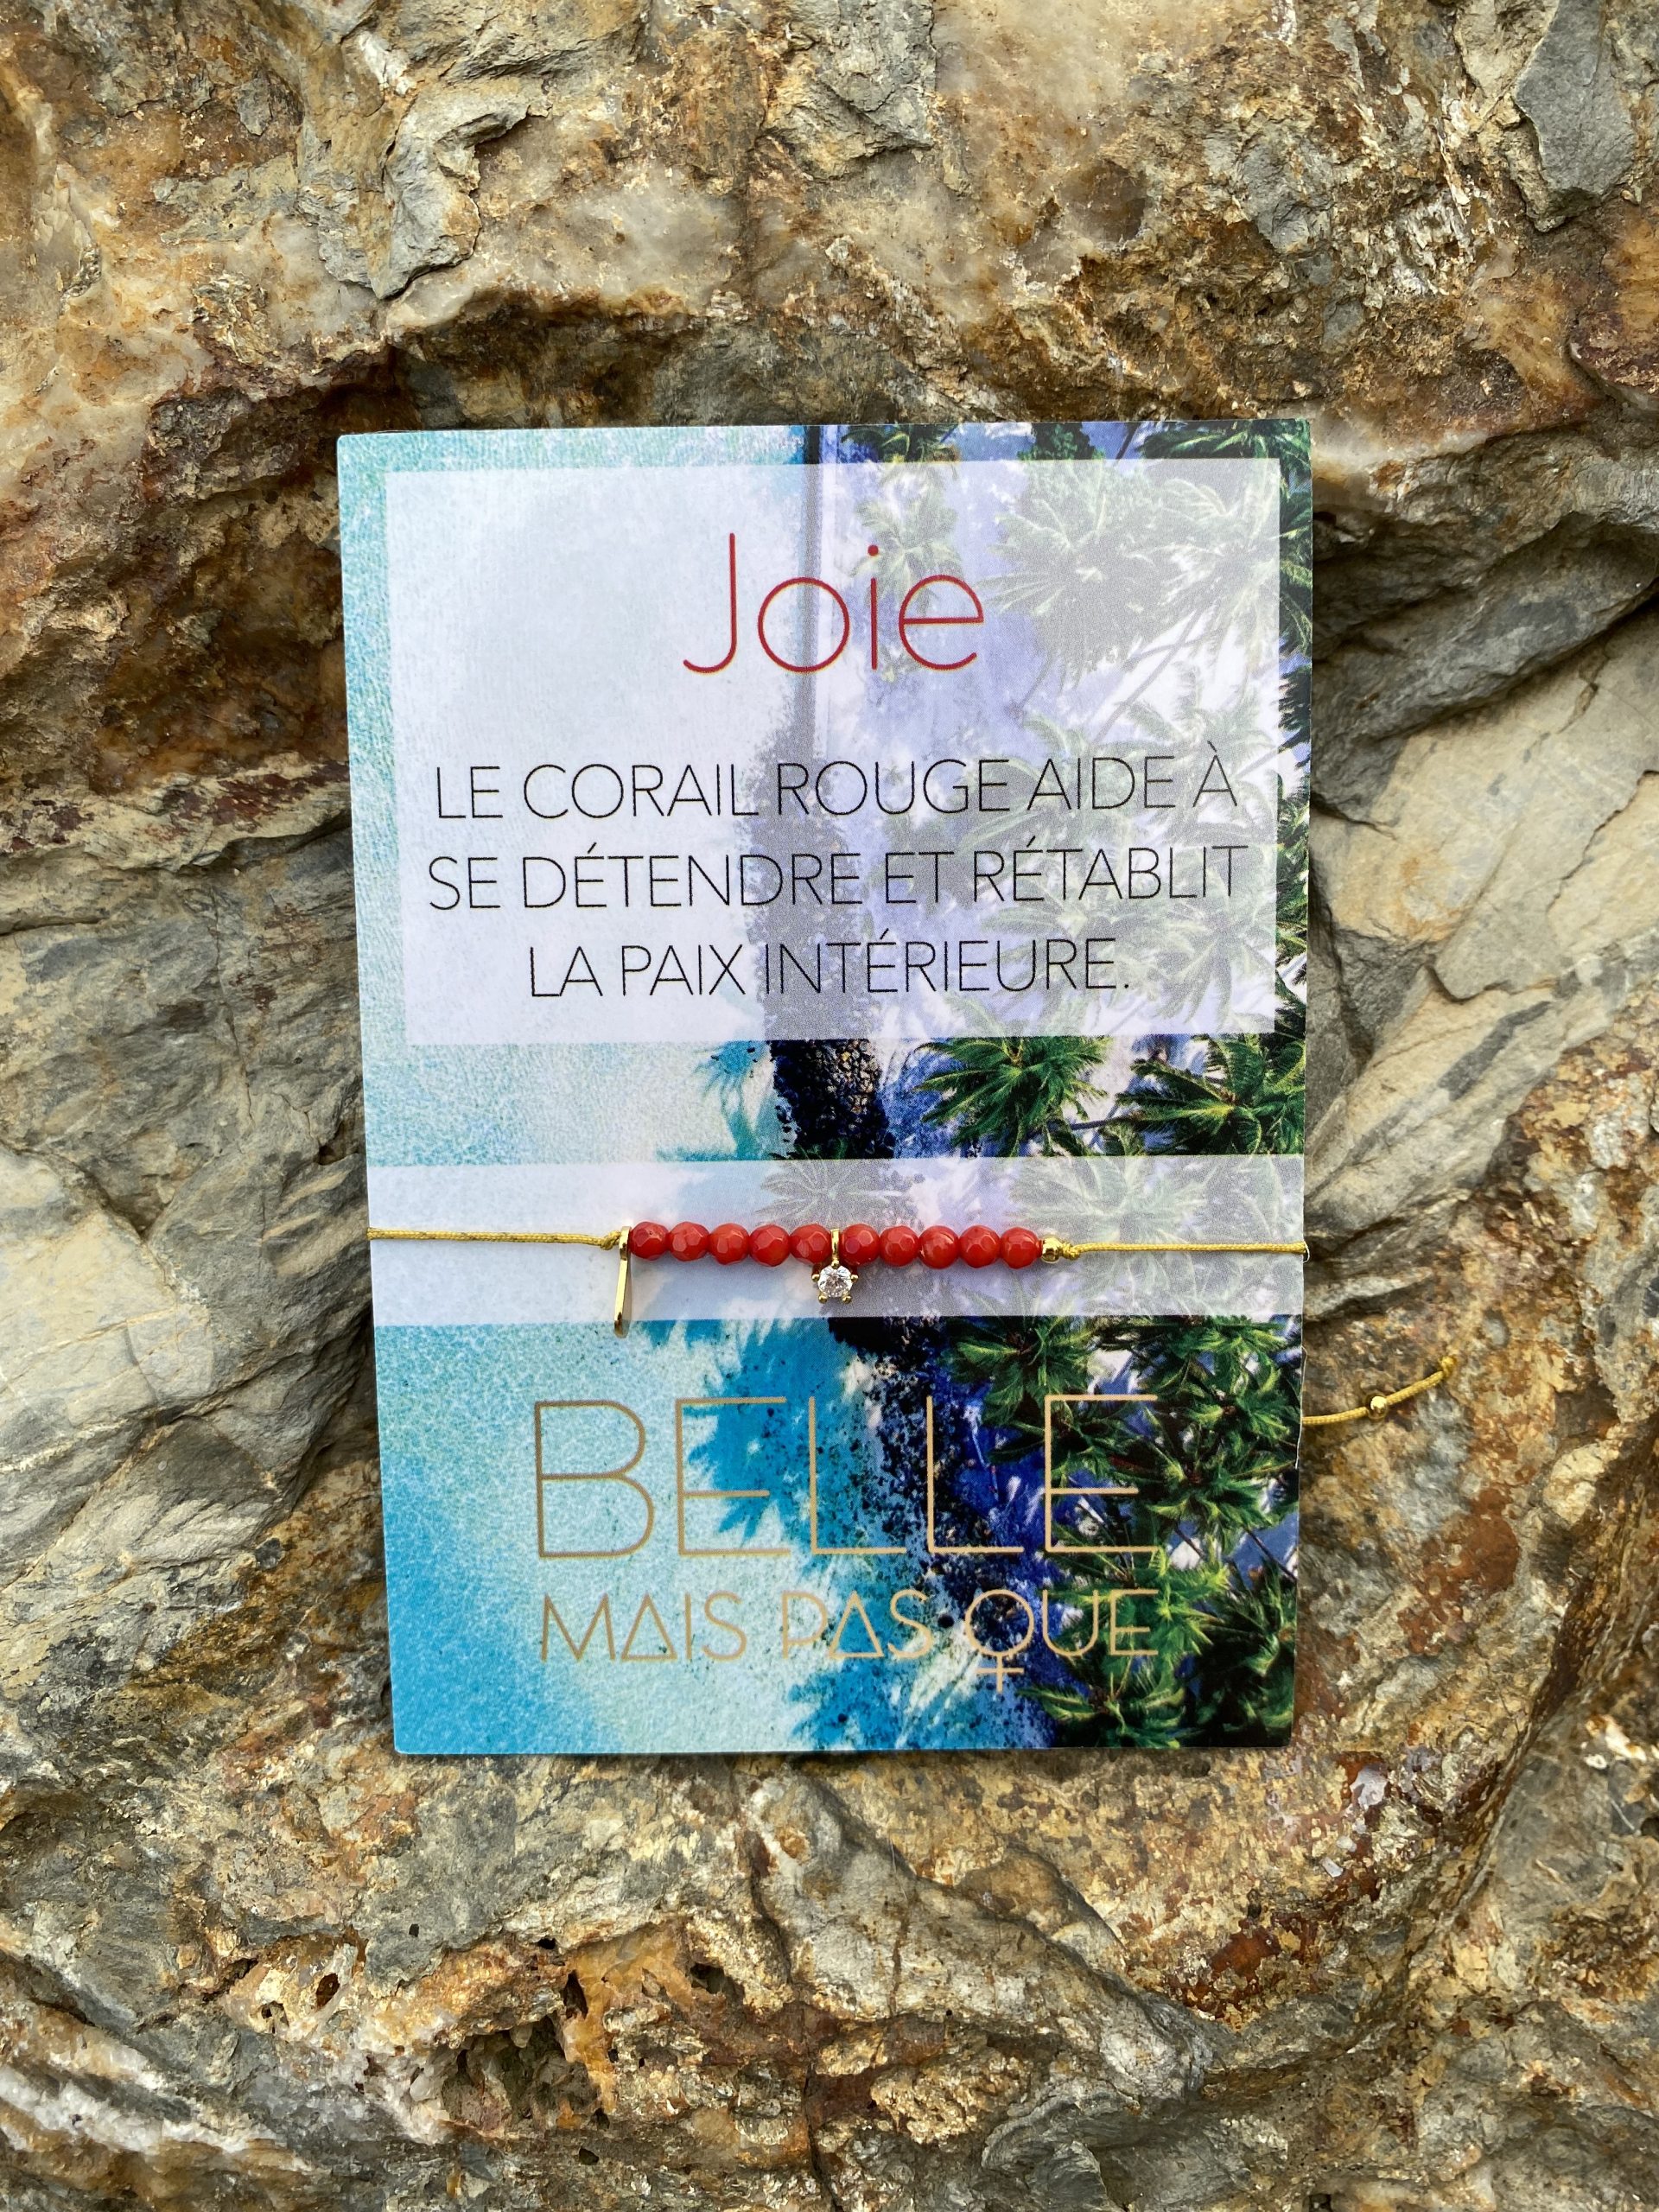 Joie
LE CORAIL ROUGE AIDE À
SE DÉTENDRE ET RÉTABLIT
LA PAIX INTÉRIEURE.
BELLE
MAIS PAS QUE